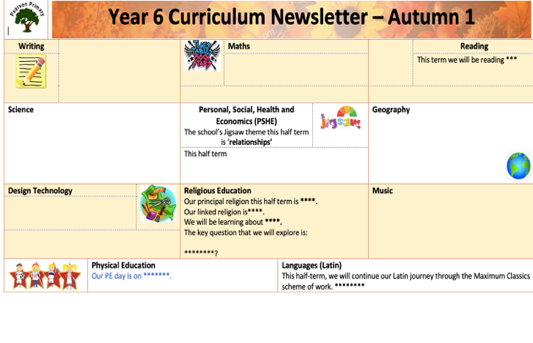 Year 6 Curriculum Newsletter – Autumn 1
Writing
Maths
Reading
This term we will be reading ***
Science
Personal, Social, Health and
Economics (PSHE)
The school's Jigsaw theme this half term
is 'relationships'
This half term
jigsaw
Geography
Design Technology
Religious Education
Our principal religion this half term is ****.
Our linked religion is****.
We will be learning about ****.
The key question that we will explore is:
********?
Music
Physical Education
Our PE day is on *******.
Languages (Latin)
This half-term, we will continue our Latin journey through the Maximum Classics
scheme of work. ********